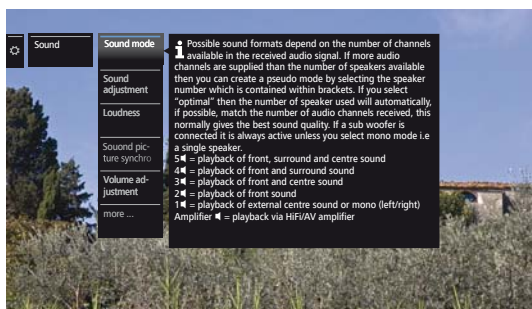 Sound
Sound mode
Sound
adjustment
Loudness
Souond pic-
ture synchro
Volume ad-
justment
more ...
Possible sound formats depend on the number of channels
available in the received audio signal. If more audio
channels are supplied than the number of speakers available
then you can create a pseudo mode by selecting the speaker
number which is contained within brackets. If you select
“optimal” then the number of speaker used will automatically,
if possible, match the number of audio channels received, this
normally gives the best sound quality. If a sub woofer is
connected it is always active unless you select mono mode i.e
a single speaker.
5 = playback of front, surround and centre sound
4 = playback of front and surround sound
3 = playback of front and centre sound
2 = playback of front sound
1 = playback of external centre sound or mono (left/right)
Amplifier = playback via HiFi/AV amplifier